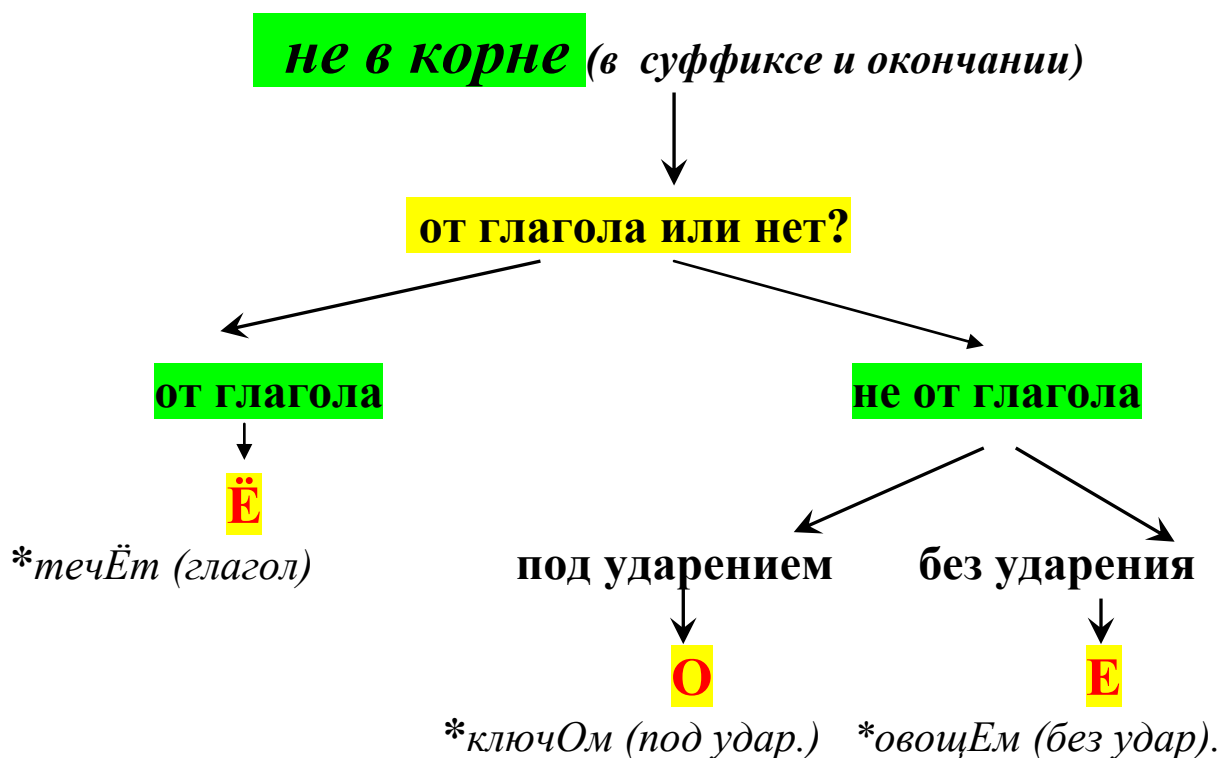 не в корне (в суффиксе и окончании)
от глагола или нет?
от глагола не от глагола
Ё
*течЁт (глагол) под ударением без ударения
О Е
*ключОм (под удар.) *овощЕм (без удар).